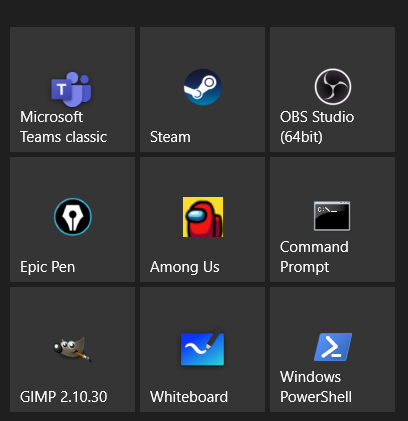 Microsoft
Teams classic
Steam
OBS Studio
(64bit)
Epic Pen
Among Us
Command
Prompt
GIMP 2.10.30
Whiteboard
Windows
PowerShell